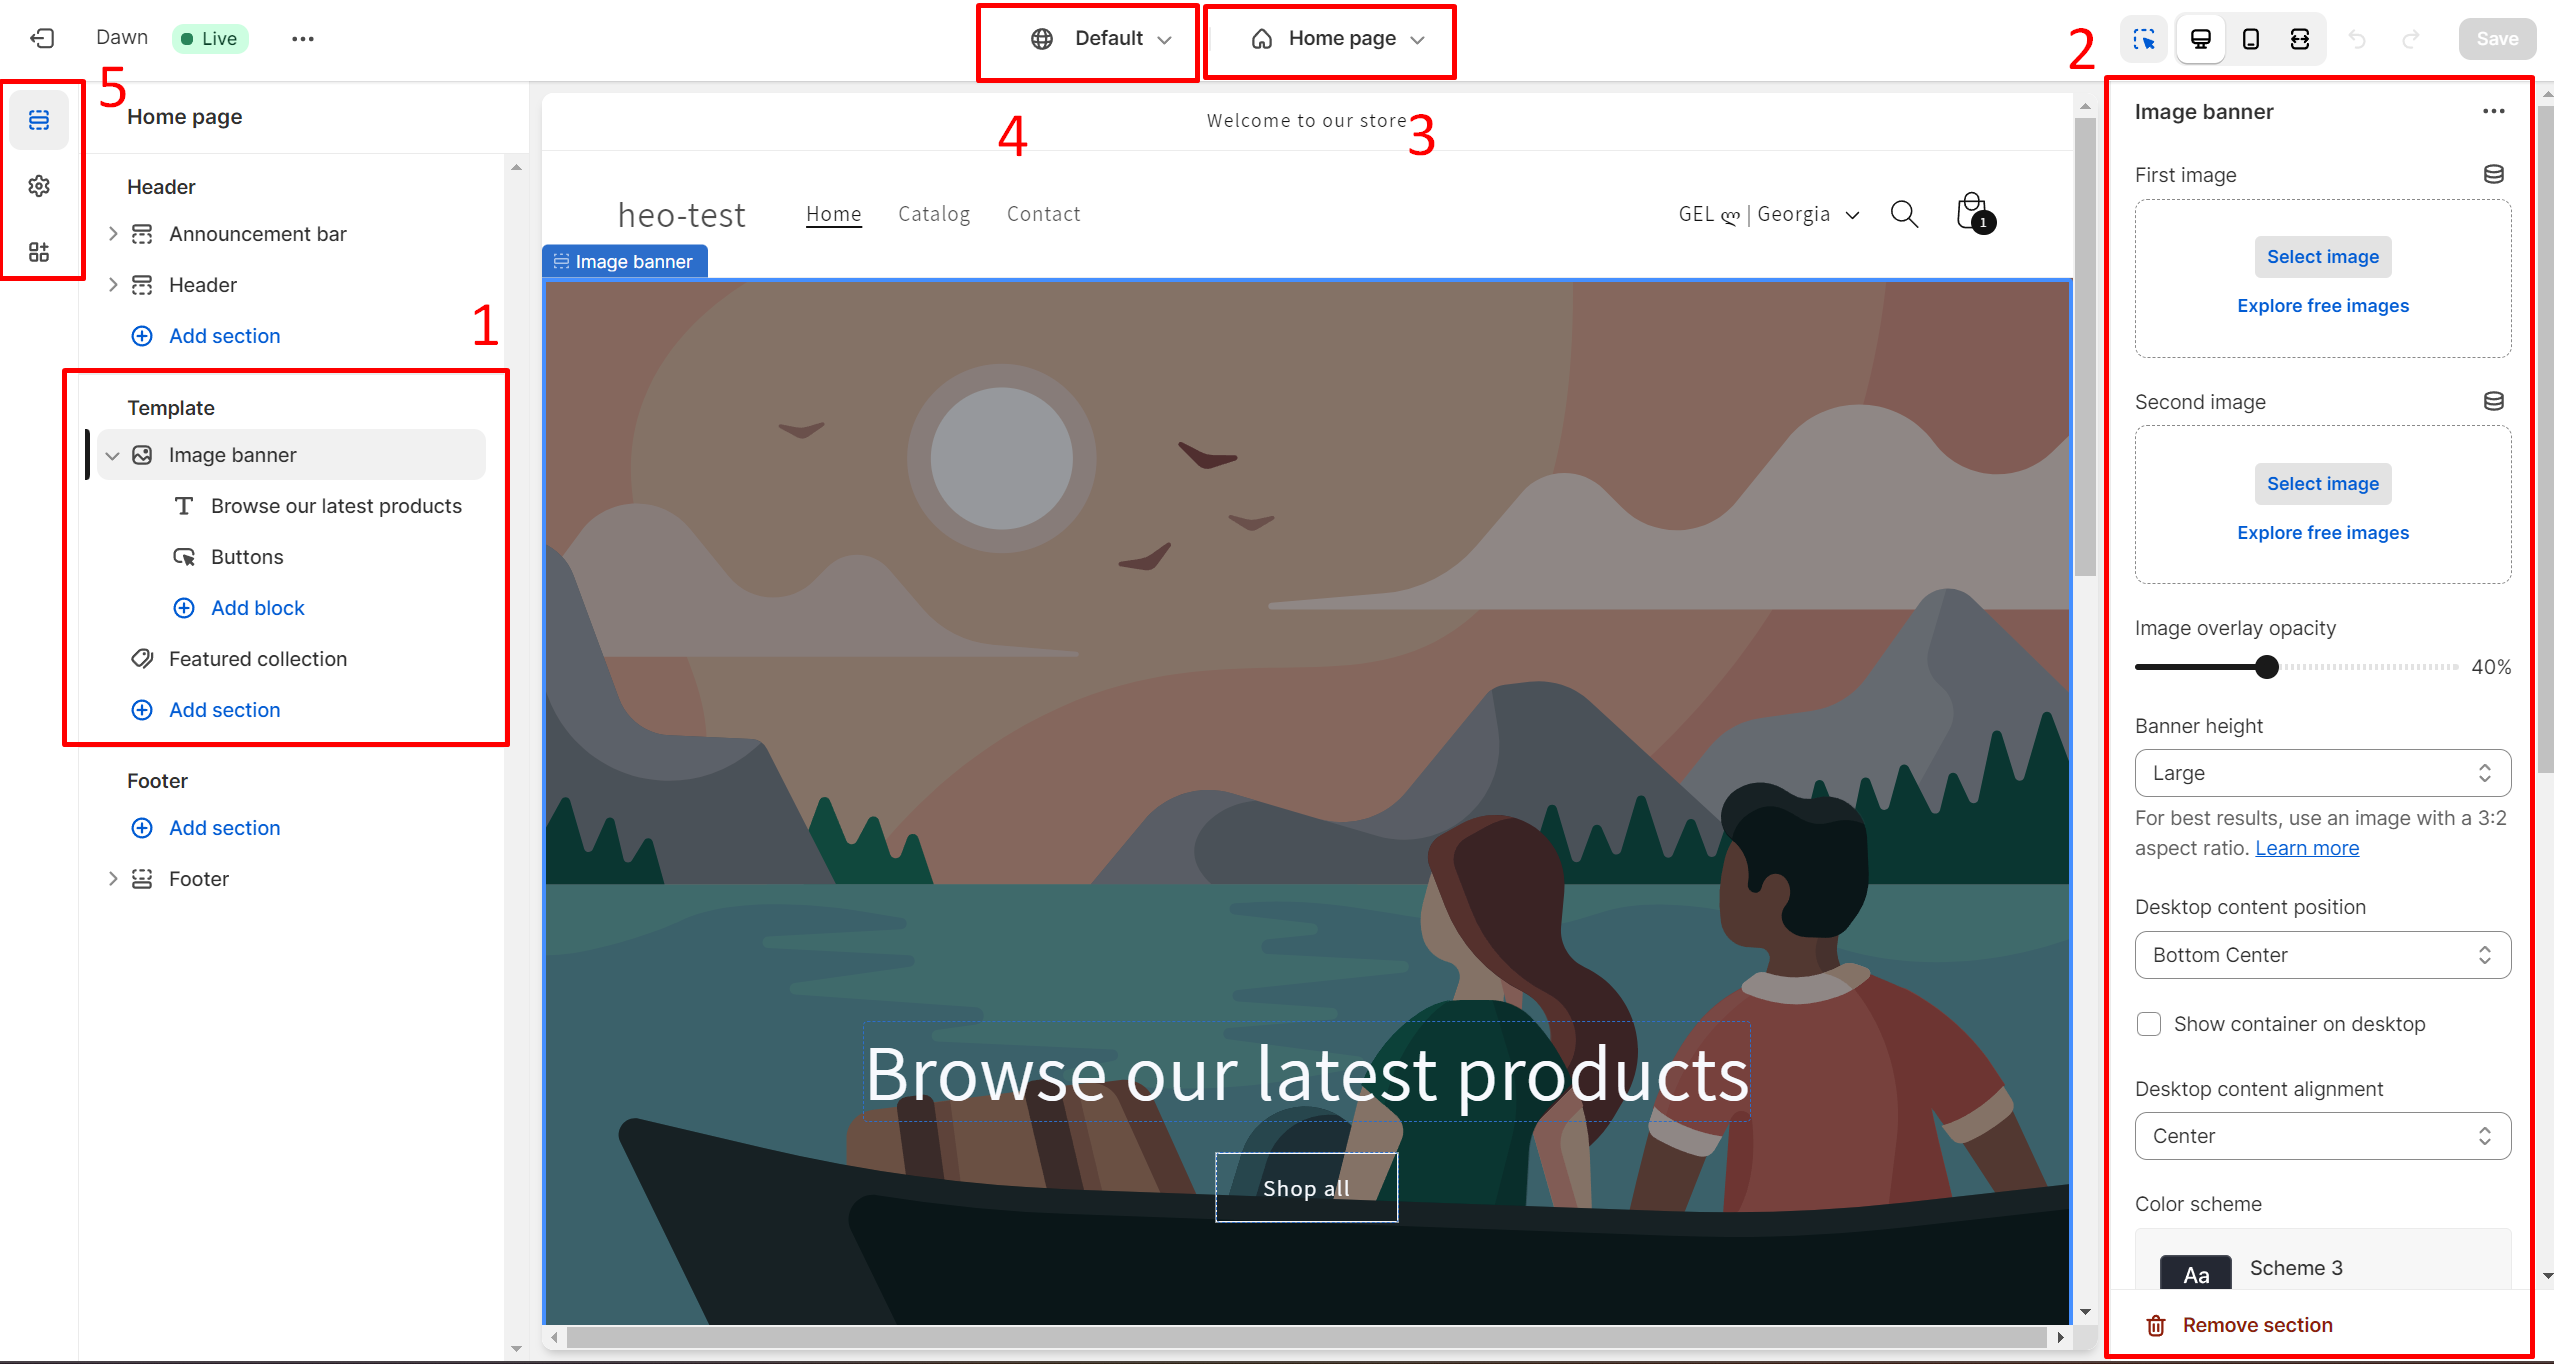 Dawn
Live
Default
Home page
Save
5
4
3
2
1
Home page
Header
Announcement bar
Header
Add section
Template
Image banner
Browse our latest products
Buttons
Add block
Featured collection
Add section
Footer
Add section
Footer
Welcome to our store
heo-test
Home
Catalog
Contact
GEL ლ | Georgia
1
Image banner
Browse our latest products
Shop all
Image banner
First image
Select image
Explore free images
Second image
Select image
Explore free images
Image overlay opacity
40%
Banner height
Large
For best results, use an image with a 3:2
aspect ratio. Learn more
Desktop content position
Bottom Center
Show container on desktop
Desktop content alignment
Center
Color scheme
Aa
Scheme 3
Remove section